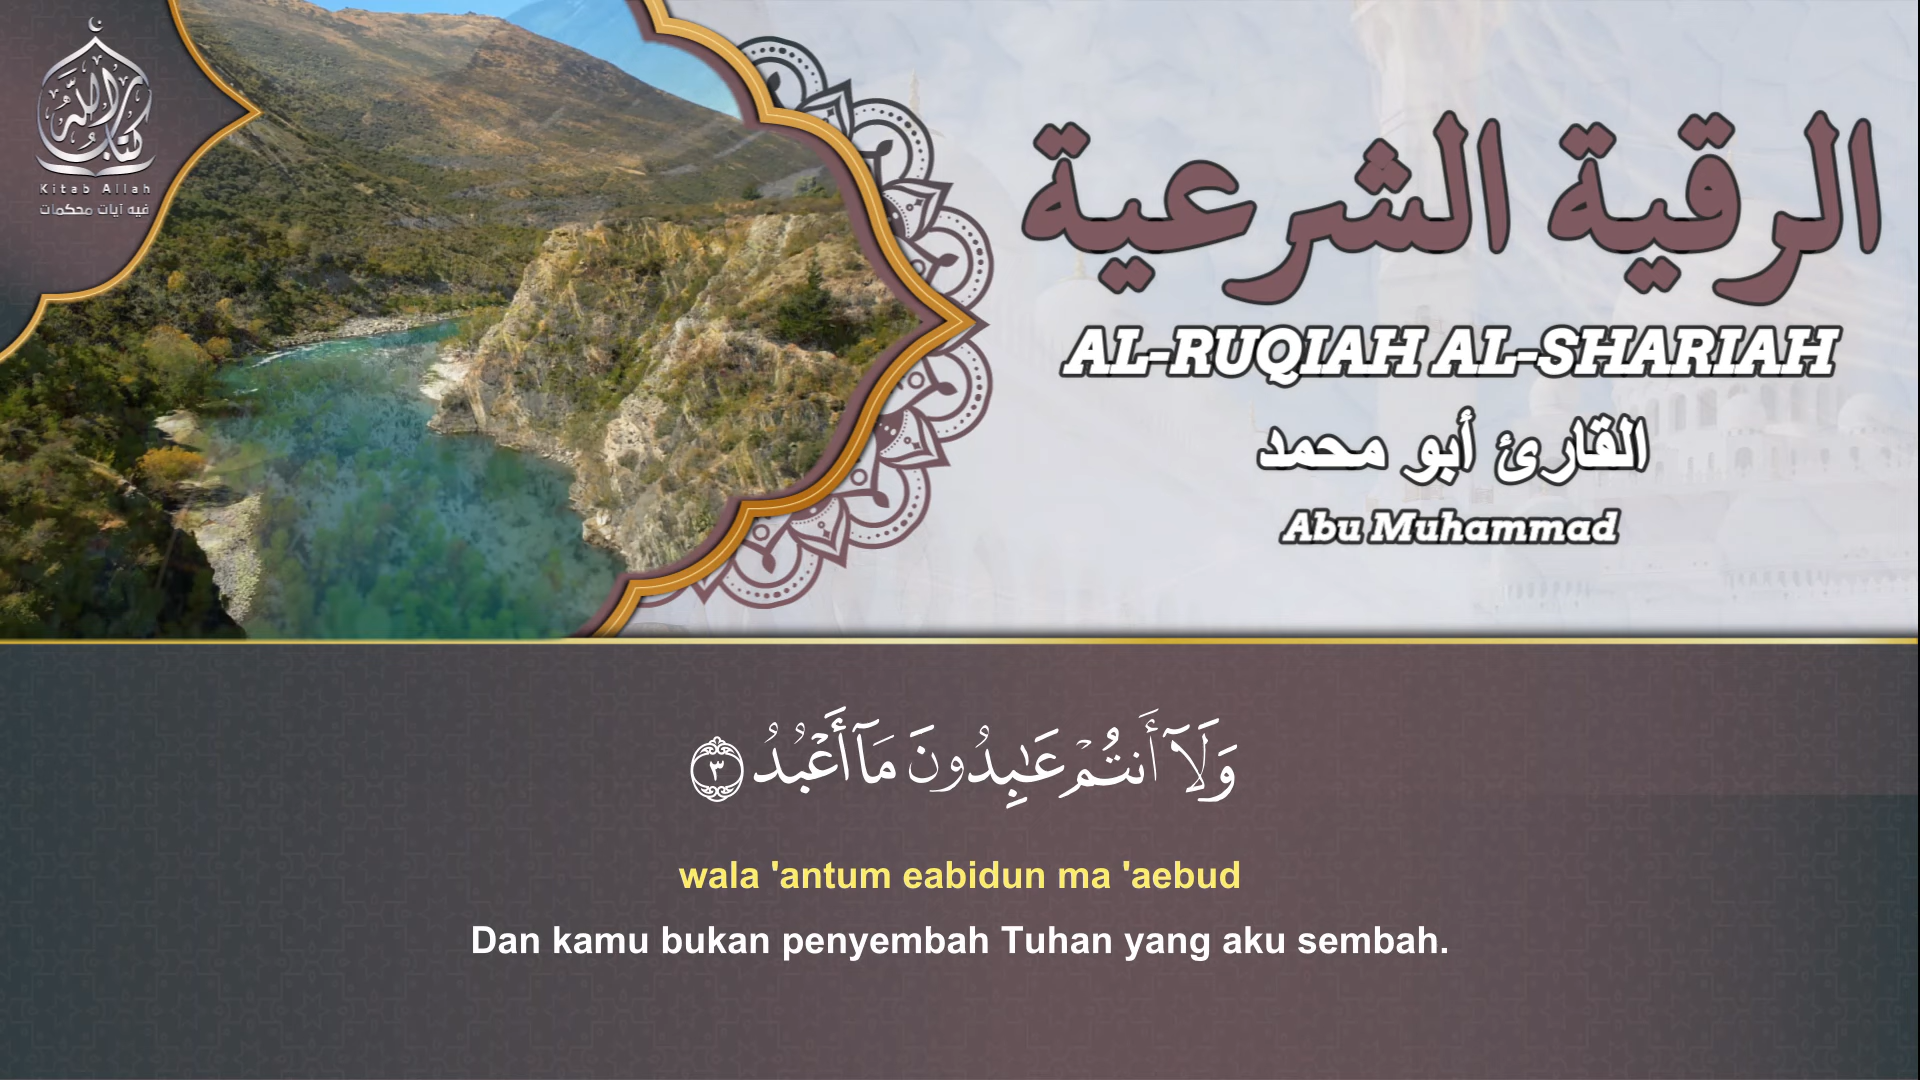 كتاب الله
Kitab Allah
فيه آيات محكمات
الرقية الشرعية
AL-RUQIAH AL-SHARIAH
القارئ أبو محمد
Abu Muhammad
وَلَآ أَنتُمْ عَٰبِدُونَ مَآ أَعْبُدُ ٣
wala 'antum eabidun ma 'aebud
Dan kamu bukan penyembah Tuhan yang aku sembah.